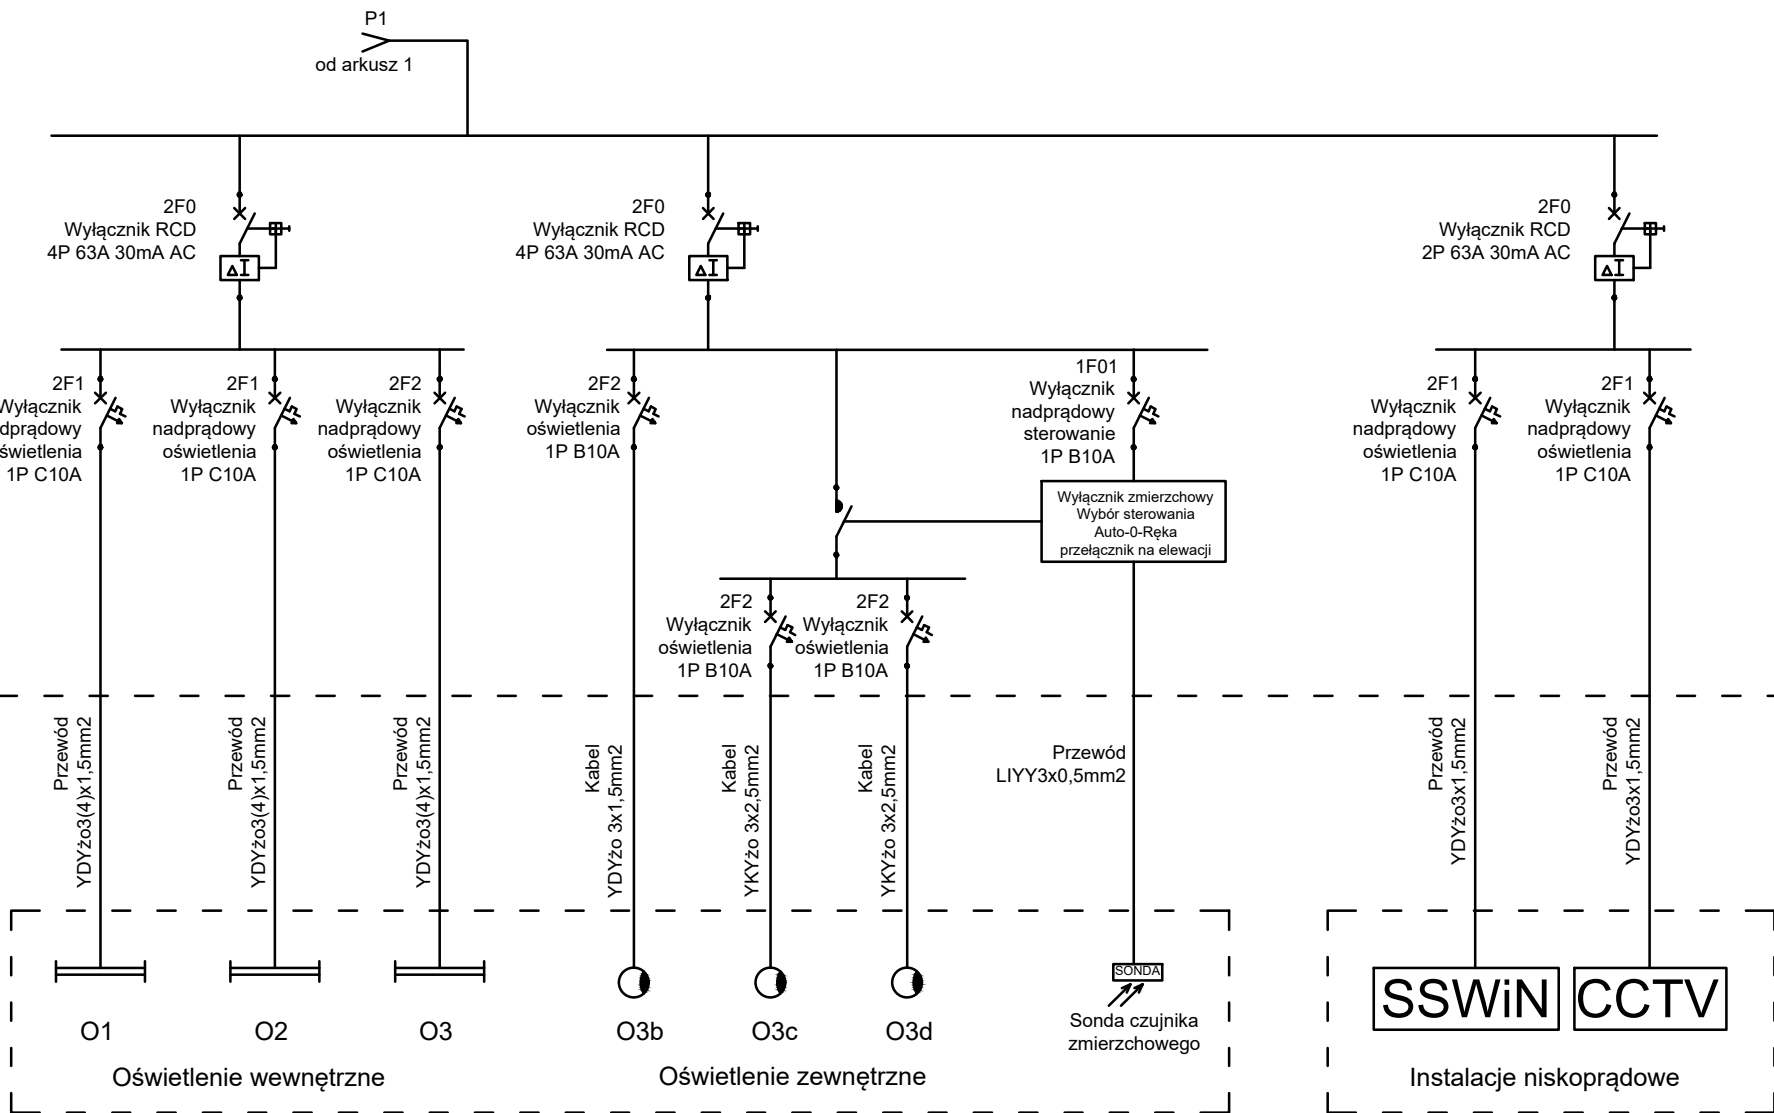 P1
od arkusz 1
2F0
Wyłącznik RCD
4P 63A 30mA AC
2F0
Wyłącznik RCD
4P 63A 30mA AC
2F0
Wyłącznik RCD
2P 63A 30mA AC
2F1
Wyłącznik
dprądowy
świetlenia
1P C10A
2F1
Wyłącznik
nadprądowy
oświetlenia
1P C10A
2F2
Wyłącznik
nadprądowy
oświetlenia
1P C10A
2F2
Wyłącznik
oświetlenia
1P B10A
1F01
Wyłącznik
nadprądowy
sterowanie
1P B10A
2F1
Wyłącznik
nadprądowy
oświetlenia
1P C10A
2F1
Wyłącznik
nadprądowy
oświetlenia
1P C10A
Wyłącznik zmierzchowy
Wybór sterowania
Auto-0-Ręka
przełącznik na elewacji
2F2
Wyłącznik
oświetlenia
1P B10A
2F2
Wyłącznik
oświetlenia
1P B10A
Przewód
YDYżo3(4)x1,5mm2
Przewód
YDYżo3(4)x1,5mm2
Przewód
YDYżo3(4)x1,5mm2
Kabel
YDYżo 3x1,5mm2
Kabel
YKYżo 3x2,5mm2
Kabel
YKYżo 3x2,5mm2
Przewód
LIYY3x0,5mm2
Przewód
YDYżo3x1,5mm2
Przewód
YDYżo3x1,5mm2
O1
O2
O3
O3b
O3c
O3d
SONDA
Sonda czujnika
zmierzchowego
SSWiN
CCTV
Oświetlenie wewnętrzne
Oświetlenie zewnętrzne
Instalacje niskoprądowe